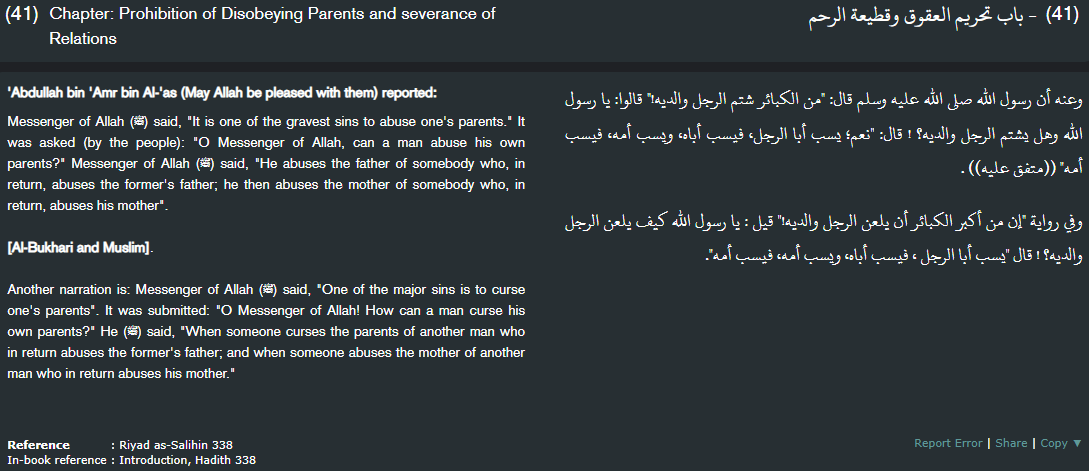 (41) Chapter: Prohibition of Disobeying Parents and severance of
Relations
(41) - باب تحريم العقوق وقطيعة الرحم
'Abdullah bin 'Amr bin Al-'as (May Allah be pleased with them) reported:
Messenger of Allah (ﷺ) said, "It is one of the gravest sins to abuse one's parents." It
was asked (by the people): "O Messenger of Allah, can a man abuse his own
parents?" Messenger of Allah (ﷺ) said, "He abuses the father of somebody who, in
return, abuses the former's father; he then abuses the mother of somebody who, in
return, abuses his mother".
[Al-Bukhari and Muslim].
Another narration is: Messenger of Allah (ﷺ) said, "One of the major sins is to curse
one's parents". It was submitted: "O Messenger of Allah! How can a man curse his
own parents?" He (ﷺ) said, "When someone curses the parents of another man who
in return abuses the former's father; and when someone abuses the mother of another
man who in return abuses his mother."
وعنه أن رسول الله صلى الله عليه وسلم قال: "من الكبائر شتم الرجل والديه!" قالوا: يا رسول
الله وهل يشتم الرجل والديه؟ ! قال: "نعم؛ يسب أبا الرجل، فيسب أباه، ويسب أمه، فيسب
أمه" ((متفق عليه)) .
وفي رواية "إن من أكبر الكبائر أن يلعن الرجل والديه!" قيل : يا رسول الله كيف يلعن الرجل
والديه؟ ! قال "يسب أبا الرجل ، فيسب أباه، ويسب أمه، فيسب أمه".
Reference : Riyad as-Salihin 338
In-book reference : Introduction, Hadith 338
Report Error | Share | Copy ▼